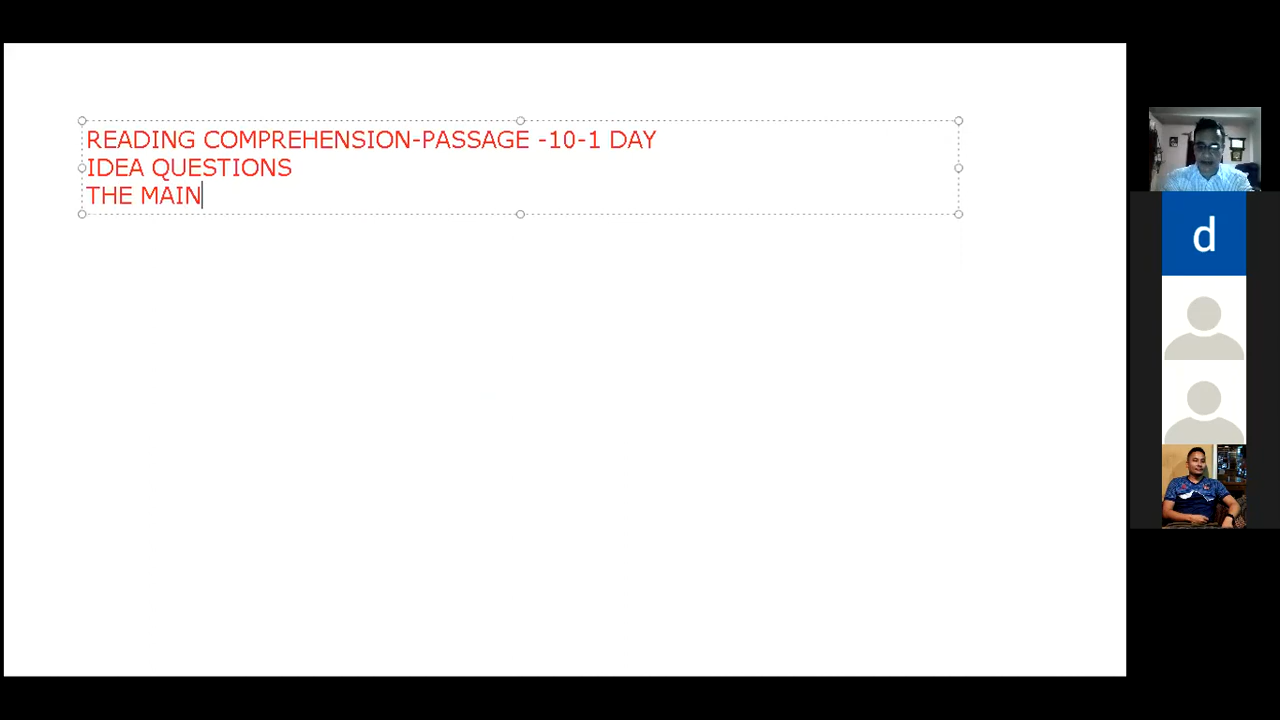 READING COMPREHENSION-PASSAGE -10-1 DAY
IDEA QUESTIONS
THE MAIN
d